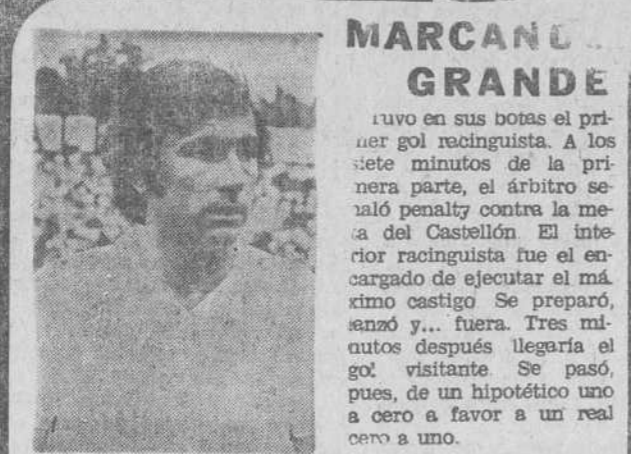 MARCANO
GRANDE
Tuvo en sus botas el pri-
mer gol racinguista. A los
siete minutos de la pri-
mera parte, el árbitro se-
ñaló penalty contra la me-
ta del Castellón. El inte-
rior racinguista fue el en-
cargado de ejecutar el má
ximo castigo Se preparó,
lanzó y... fuera. Tres mi-
nutos después llegaría el
gol visitante. Se pasó,
pues, de un hipotético uno
a cero a favor a un real
cero a uno.